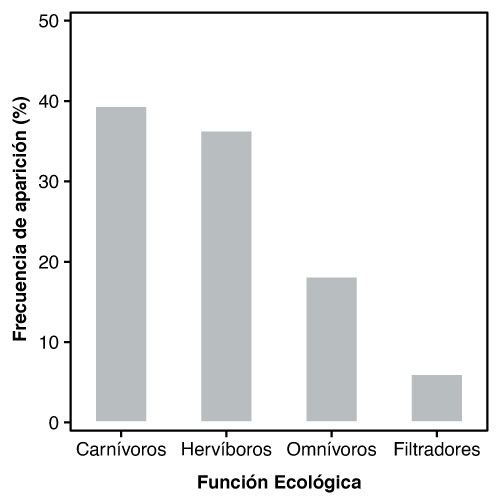 Frecuencia de aparición (%)
50
40
30
20
10
0
Carnívoros Hervíboros Omnívoros Filtradores
Función Ecológica